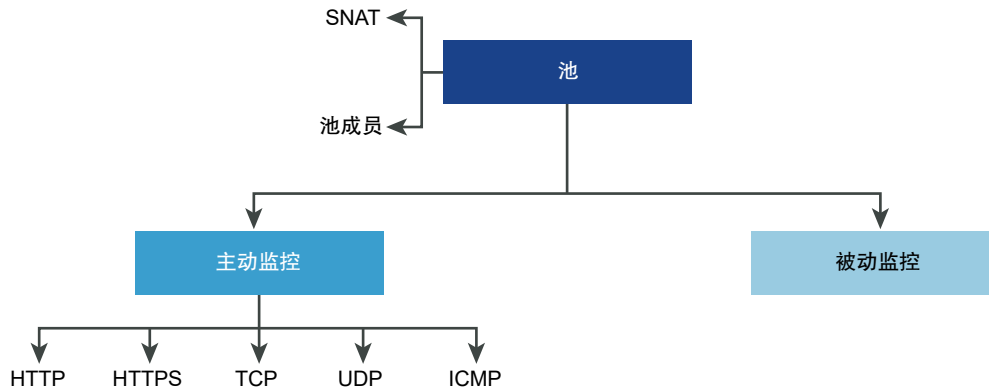 SNAT
池
池成员
主动监控
被动监控
HTTP
HTTPS
TCP
UDP
ICMP